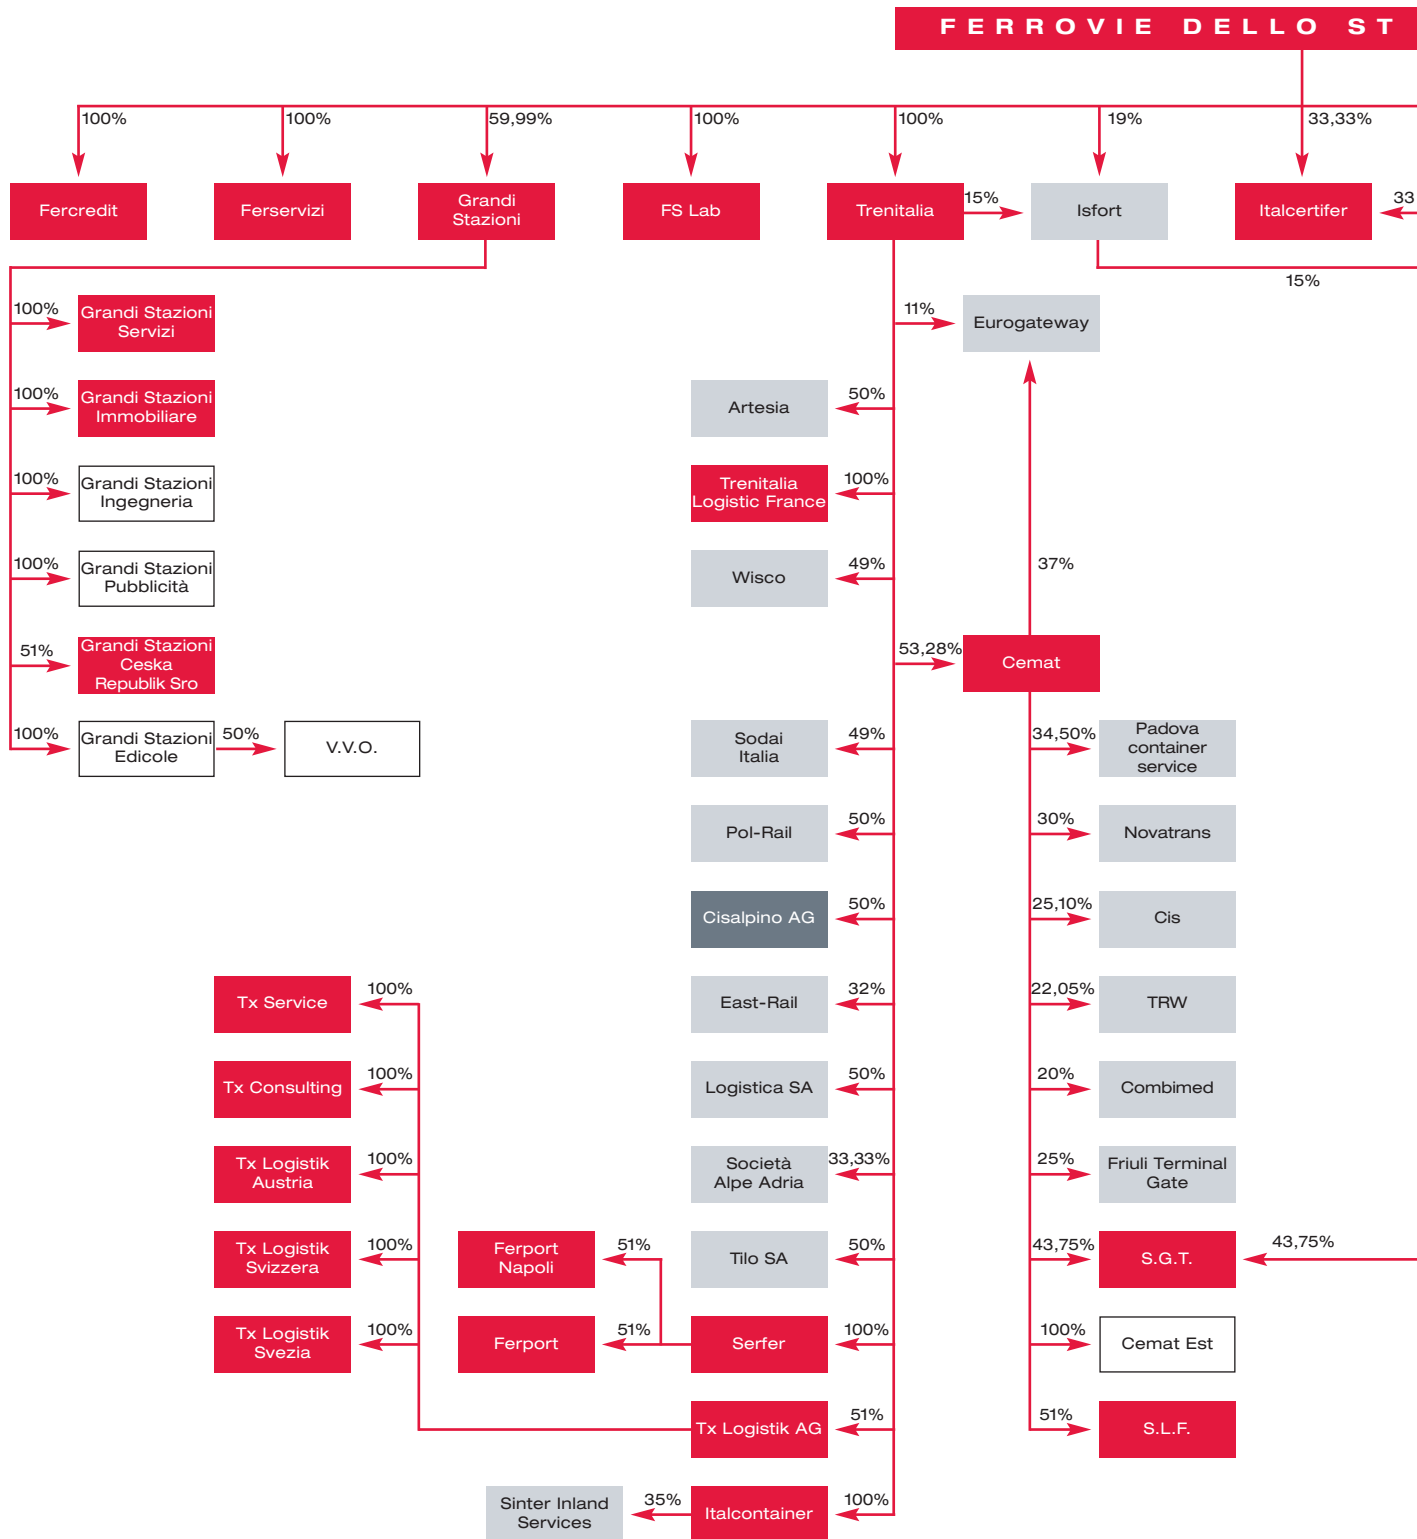 FERROVIE DELLO ST
100%
100%
59,99%
100%
100%
19%
33,33%
Fercredit
Ferservizi
Grandi
Stazioni
FS Lab
Trenitalia
15%
Isfort
Italcertifer
33
15%
100%
Grandi Stazioni
Servizi
11%
Eurogateway
100%
Grandi Stazioni
Immobiliare
Artesia
50%
100%
Grandi Stazioni
Ingegneria
Trenitalia
Logistic France
100%
100%
Grandi Stazioni
Pubblicità
Wisco
49%
37%
51%
Grandi Stazioni
Ceska
Republik Sro
53,28%
Cemat
100%
Grandi Stazioni
Edicole
50%
V.V.O.
Sodai
Italia
49%
34,50%
Padova
container
service
Pol-Rail
50%
30%
Novatrans
Cisalpino AG
50%
25,10%
Cis
Tx Service
100%
East-Rail
32%
22,05%
TRW
Tx Consulting
100%
Logistica SA
50%
20%
Combimed
Tx Logistik
Austria
100%
Società
Alpe Adria
33,33%
25%
Friuli Terminal
Gate
Tx Logistik
Svizzera
100%
Ferport
Napoli
51%
Tilo SA
50%
43,75%
S.G.T.
43,75%
Tx Logistik
Svezia
100%
Ferport
51%
Serfer
100%
100%
Cemat Est
Tx Logistik AG
51%
51%
S.L.F.
Sinter Inland
Services
35%
Italcontainer
100%